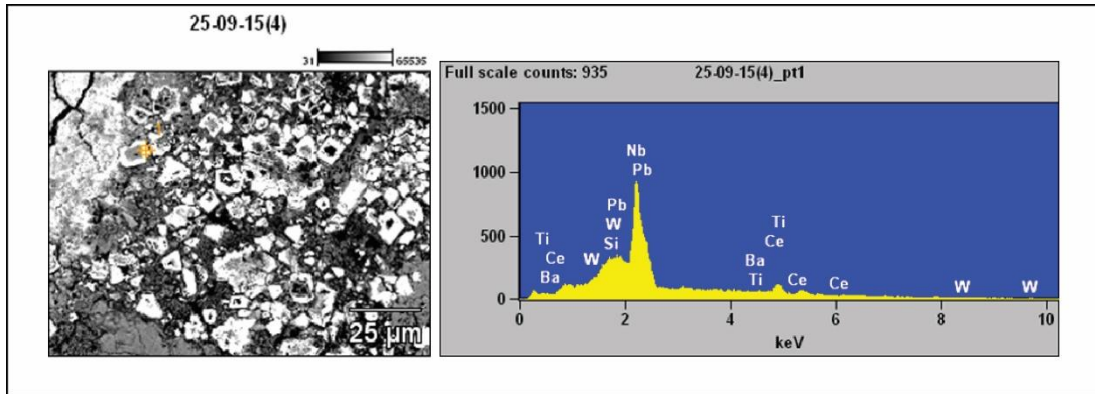 25-09-15(4)
31 65535
1
25 µm
Full scale counts: 935 25-09-15(4)_pt1
1500
1000
500
0
Nb
Pb
Pb
W
Si
W
Ti
Ce
Ba
Ti
Ce
Ba
Ti
Ce
Ce
W
W
0 2 4 6 8 10
keV